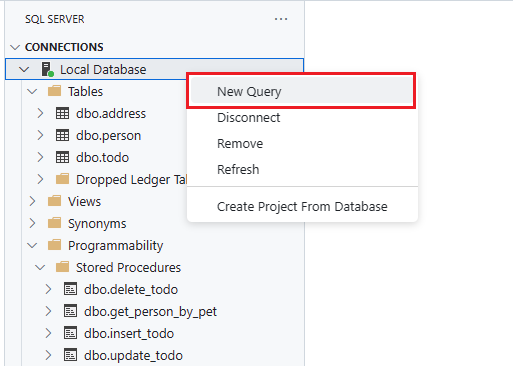 SQL SERVER
CONNECTIONS
Local Database
Tables
dbo.address
dbo.person
dbo.todo
Dropped Ledger Ta
Views
Synonyms
Programmability
Stored Procedures
dbo.delete_todo
dbo.get_person_by_pet
dbo.insert_todo
dbo.update_todo
New Query
Disconnect
Remove
Refresh
Create Project From Database